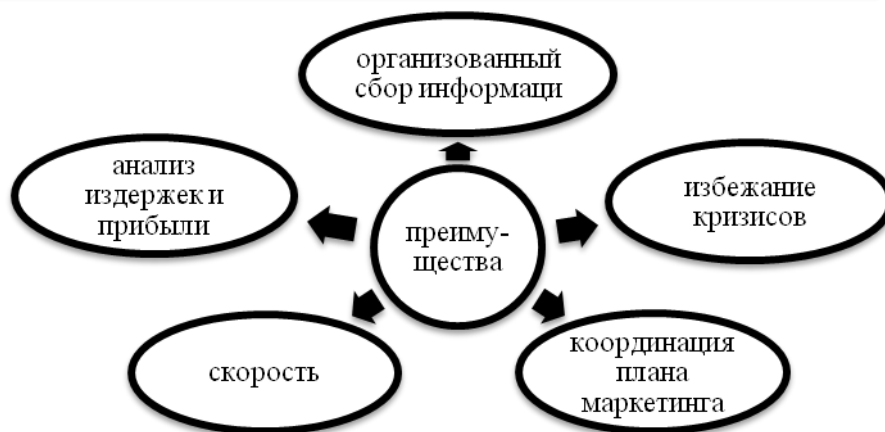 организованный
сбор информаци
анализ
издержек и
прибыли
избежание
кризисов
преиму-
щества
скорость
координация
плана
маркетинга